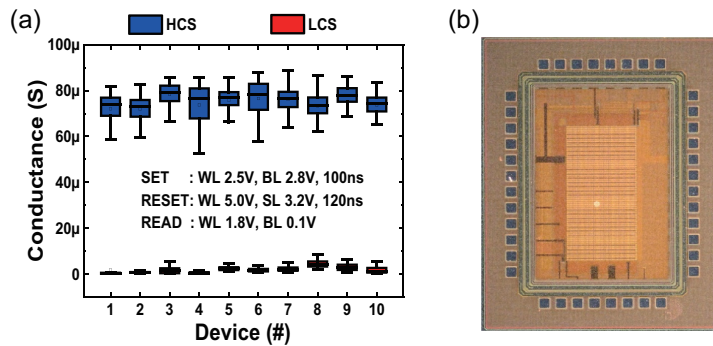 (a)
HCS
LCS
100μ
80μ
60μ
40μ
20μ
0
Conductance (S)
SET : WL 2.5V, BL 2.8V, 100ns
RESET: WL 5.0V, SL 3.2V, 120ns
READ : WL 1.8V, BL 0.1V
1 2 3 4 5 6 7 8 9 10
Device (#)
(b)